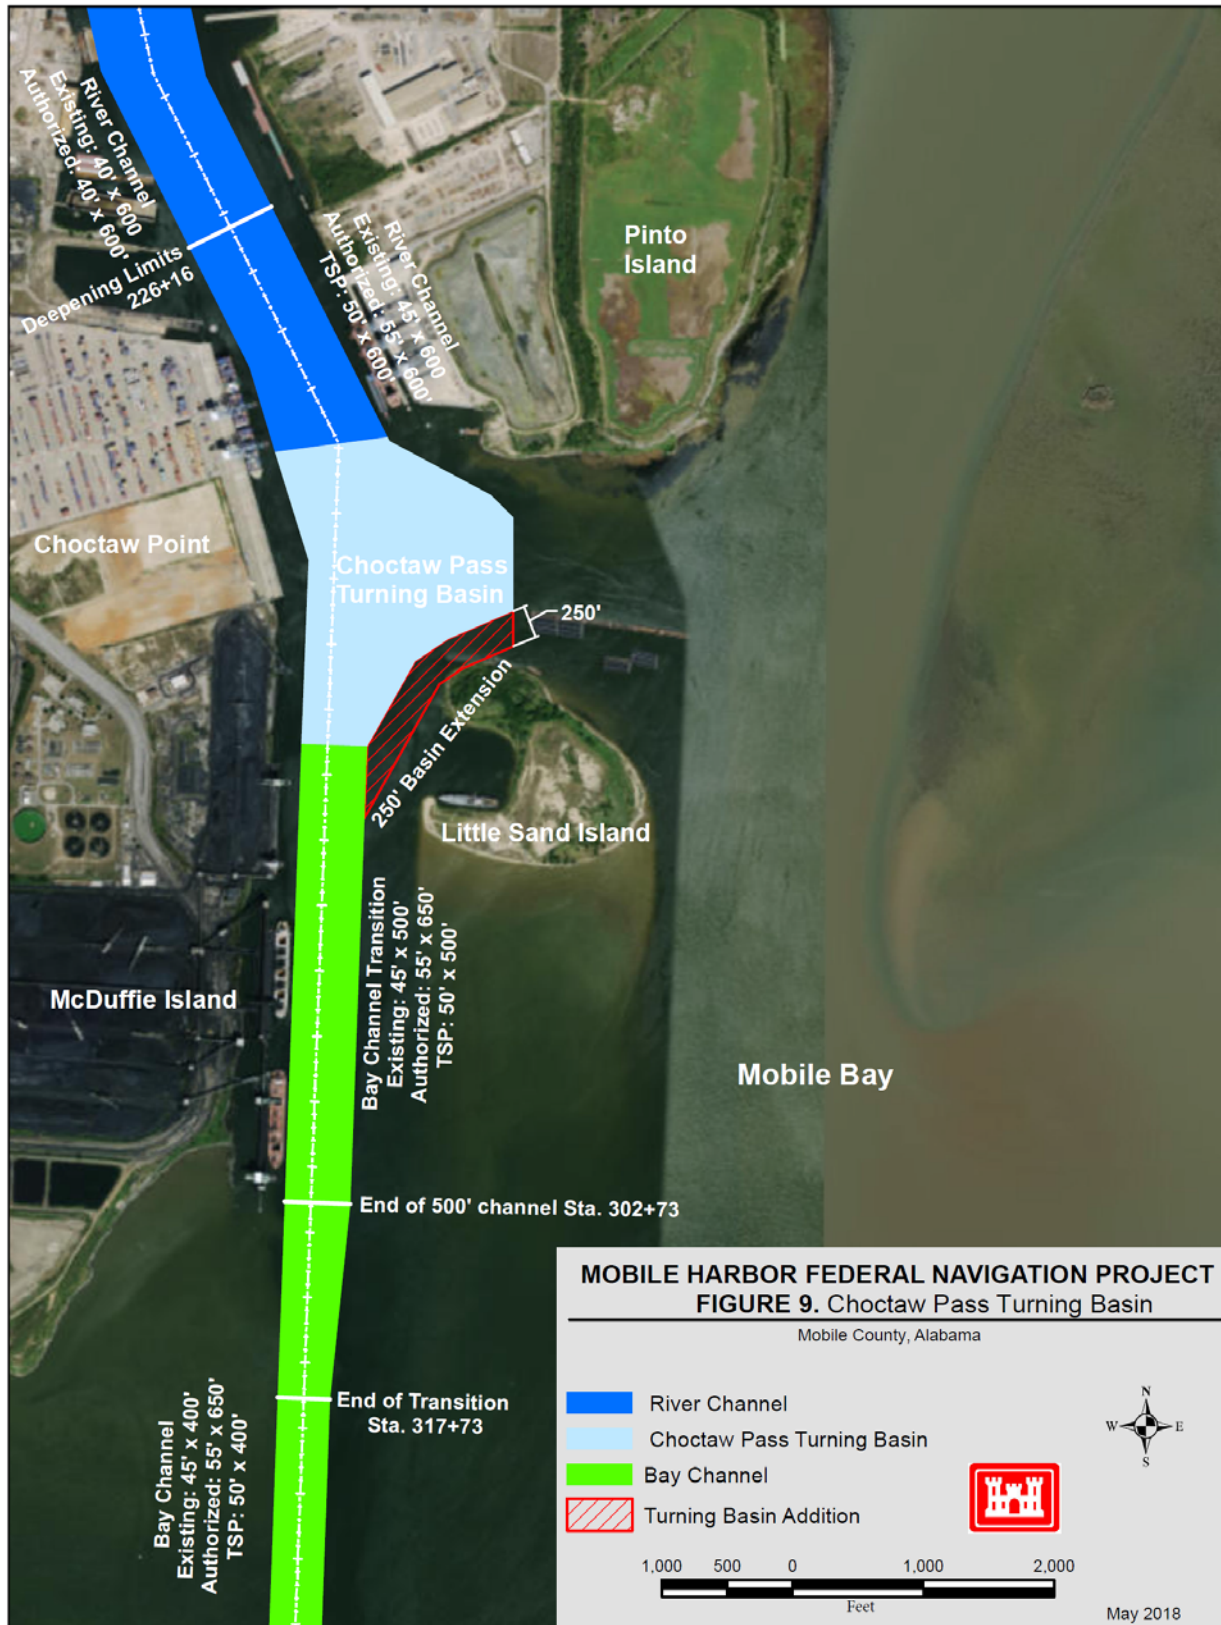 River Channel
Existing: 40' x 600
Authorized: 40' x 600'
Deepening Limits
226+16
River Channel
Existing: 45' x 600
Authorized: 55' x 600'
TSP: 50' x 600'
Pinto
Island
Choctaw Point
Choctaw Pass
Turning Basin
250'
250' Basin Extension
Little Sand Island
Bay Channel Transition
Existing: 45' x 500'
Authorized: 55' x 650'
TSP: 50' x 500'
McDuffie Island
Mobile Bay
End of 500' channel Sta. 302+73
End of Transition
Sta. 317+73
Bay Channel
Existing: 45' x 400'
Authorized: 55' x 650'
TSP: 50' x 400'
MOBILE HARBOR FEDERAL NAVIGATION PROJECT
FIGURE 9. Choctaw Pass Turning Basin
Mobile County, Alabama
River Channel
Choctaw Pass Turning Basin
Bay Channel
Turning Basin Addition
N
W E
S
1,000 500 0 1,000 2,000
Feet
May 2018